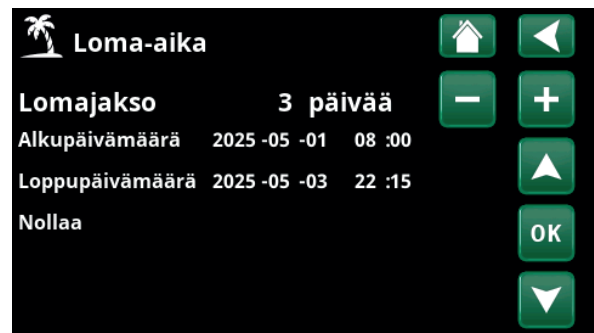 Loma-aika
Lomajakso 3 päivää
Alkupäivämäärä 2025 -05 -01 08 :00
Loppupäivämäärä 2025 -05 -03 22 :15
Nollaa
OK